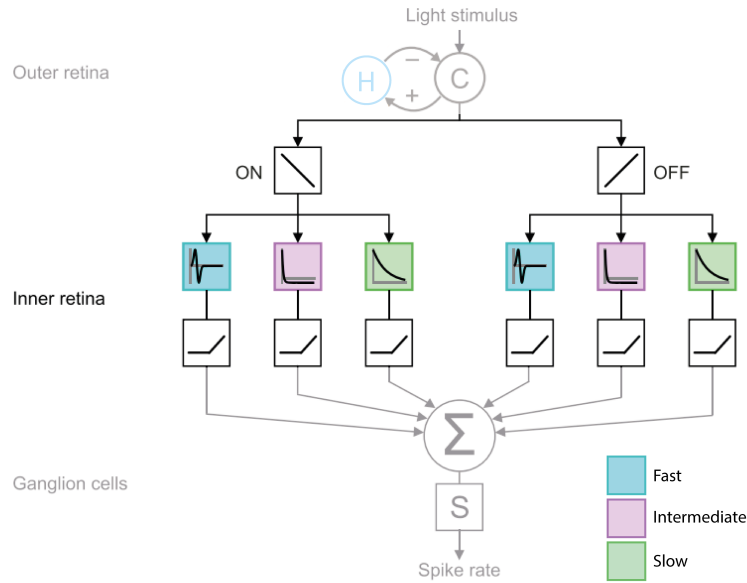 Light stimulus
Outer retina
H
−
+
C
ON
OFF
Inner retina
Σ
Ganglion cells
S
Spike rate
Fast
Intermediate
Slow